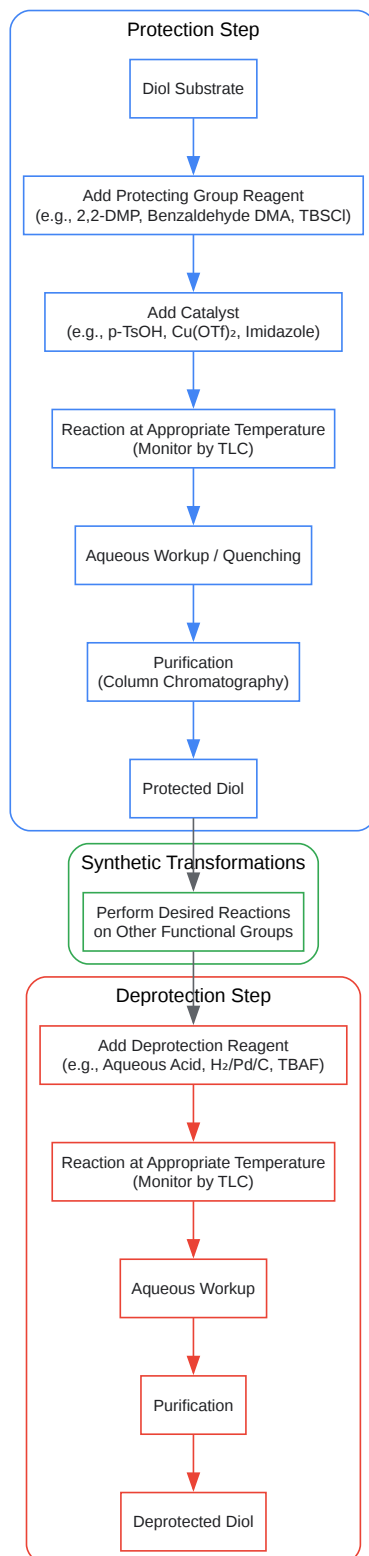 Protection Step
Diol Substrate
Add Protecting Group Reagent
(e.g., 2,2-DMP, Benzaldehyde DMA, TBSCl)
Add Catalyst
(e.g., p-TsOH, Cu(OTf)₂, Imidazole)
Reaction at Appropriate Temperature
(Monitor by TLC)
Aqueous Workup / Quenching
Purification
(Column Chromatography)
Protected Diol
Synthetic Transformations
Perform Desired Reactions
on Other Functional Groups
Deprotection Step
Add Deprotection Reagent
(e.g., Aqueous Acid, H₂/Pd/C, TBAF)
Reaction at Appropriate Temperature
(Monitor by TLC)
Aqueous Workup
Purification
Deprotected Diol